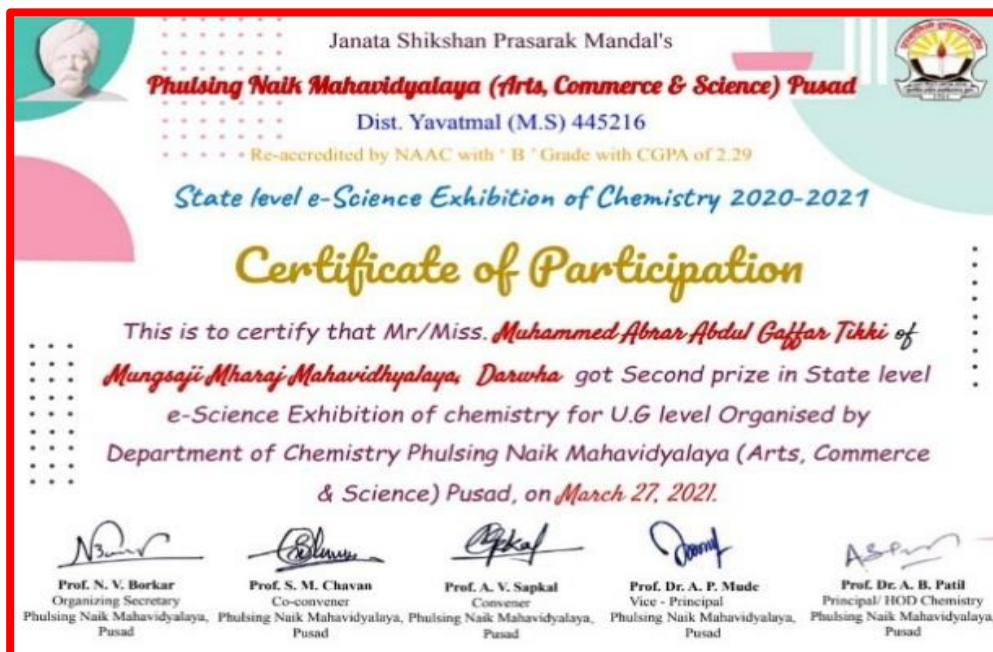 Janata Shikshan Prasarak Mandal's
Phulsing Naik Mahavidyalaya (Arts, Commerce & Science) Pusad
Dist. Yavatmal (M.S) 445216
Re-accredited by NAAC with ' B ' Grade with CGPA of 2.29
State level e-Science Exhibition of Chemistry 2020-2021
Certificate of Participation
This is to certify that Mr/Miss. Muhammed Abrar Abdul Gaffar Tikki of
Mungsaji Mharaj Mahavidhyalaya, Darwha got Second prize in State level
e-Science Exhibition of chemistry for U.G level Organised by
Department of Chemistry Phulsing Naik Mahavidyalaya (Arts, Commerce
& Science) Pusad, on March 27, 2021.
Prof. N. V. Borkar
Organizing Secretary
Phulsing Naik Mahavidyalaya,
Pusad
Prof. S. M. Chavan
Co-convener
Phulsing Naik Mahavidyalaya,
Pusad
Prof. A. V. Sapkal
Convener
Phulsing Naik Mahavidyalaya,
Pusad
Prof. Dr. A. P. Mude
Vice - Principal
Phulsing Naik Mahavidyalaya,
Pusad
Prof. Dr. A. B. Patil
Principal/ HOD Chemistry
Phulsing Naik Mahavidyalaya,
Pusad